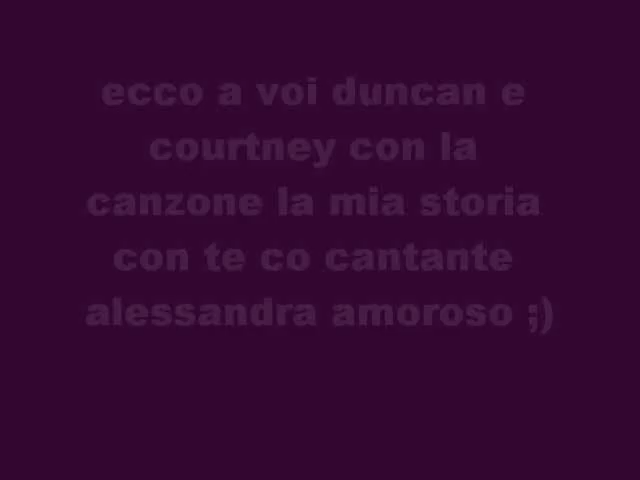 ecco a voi duncan e
courtney con la
canzone la mia storia
con te co cantante
alessandra amoroso ;)